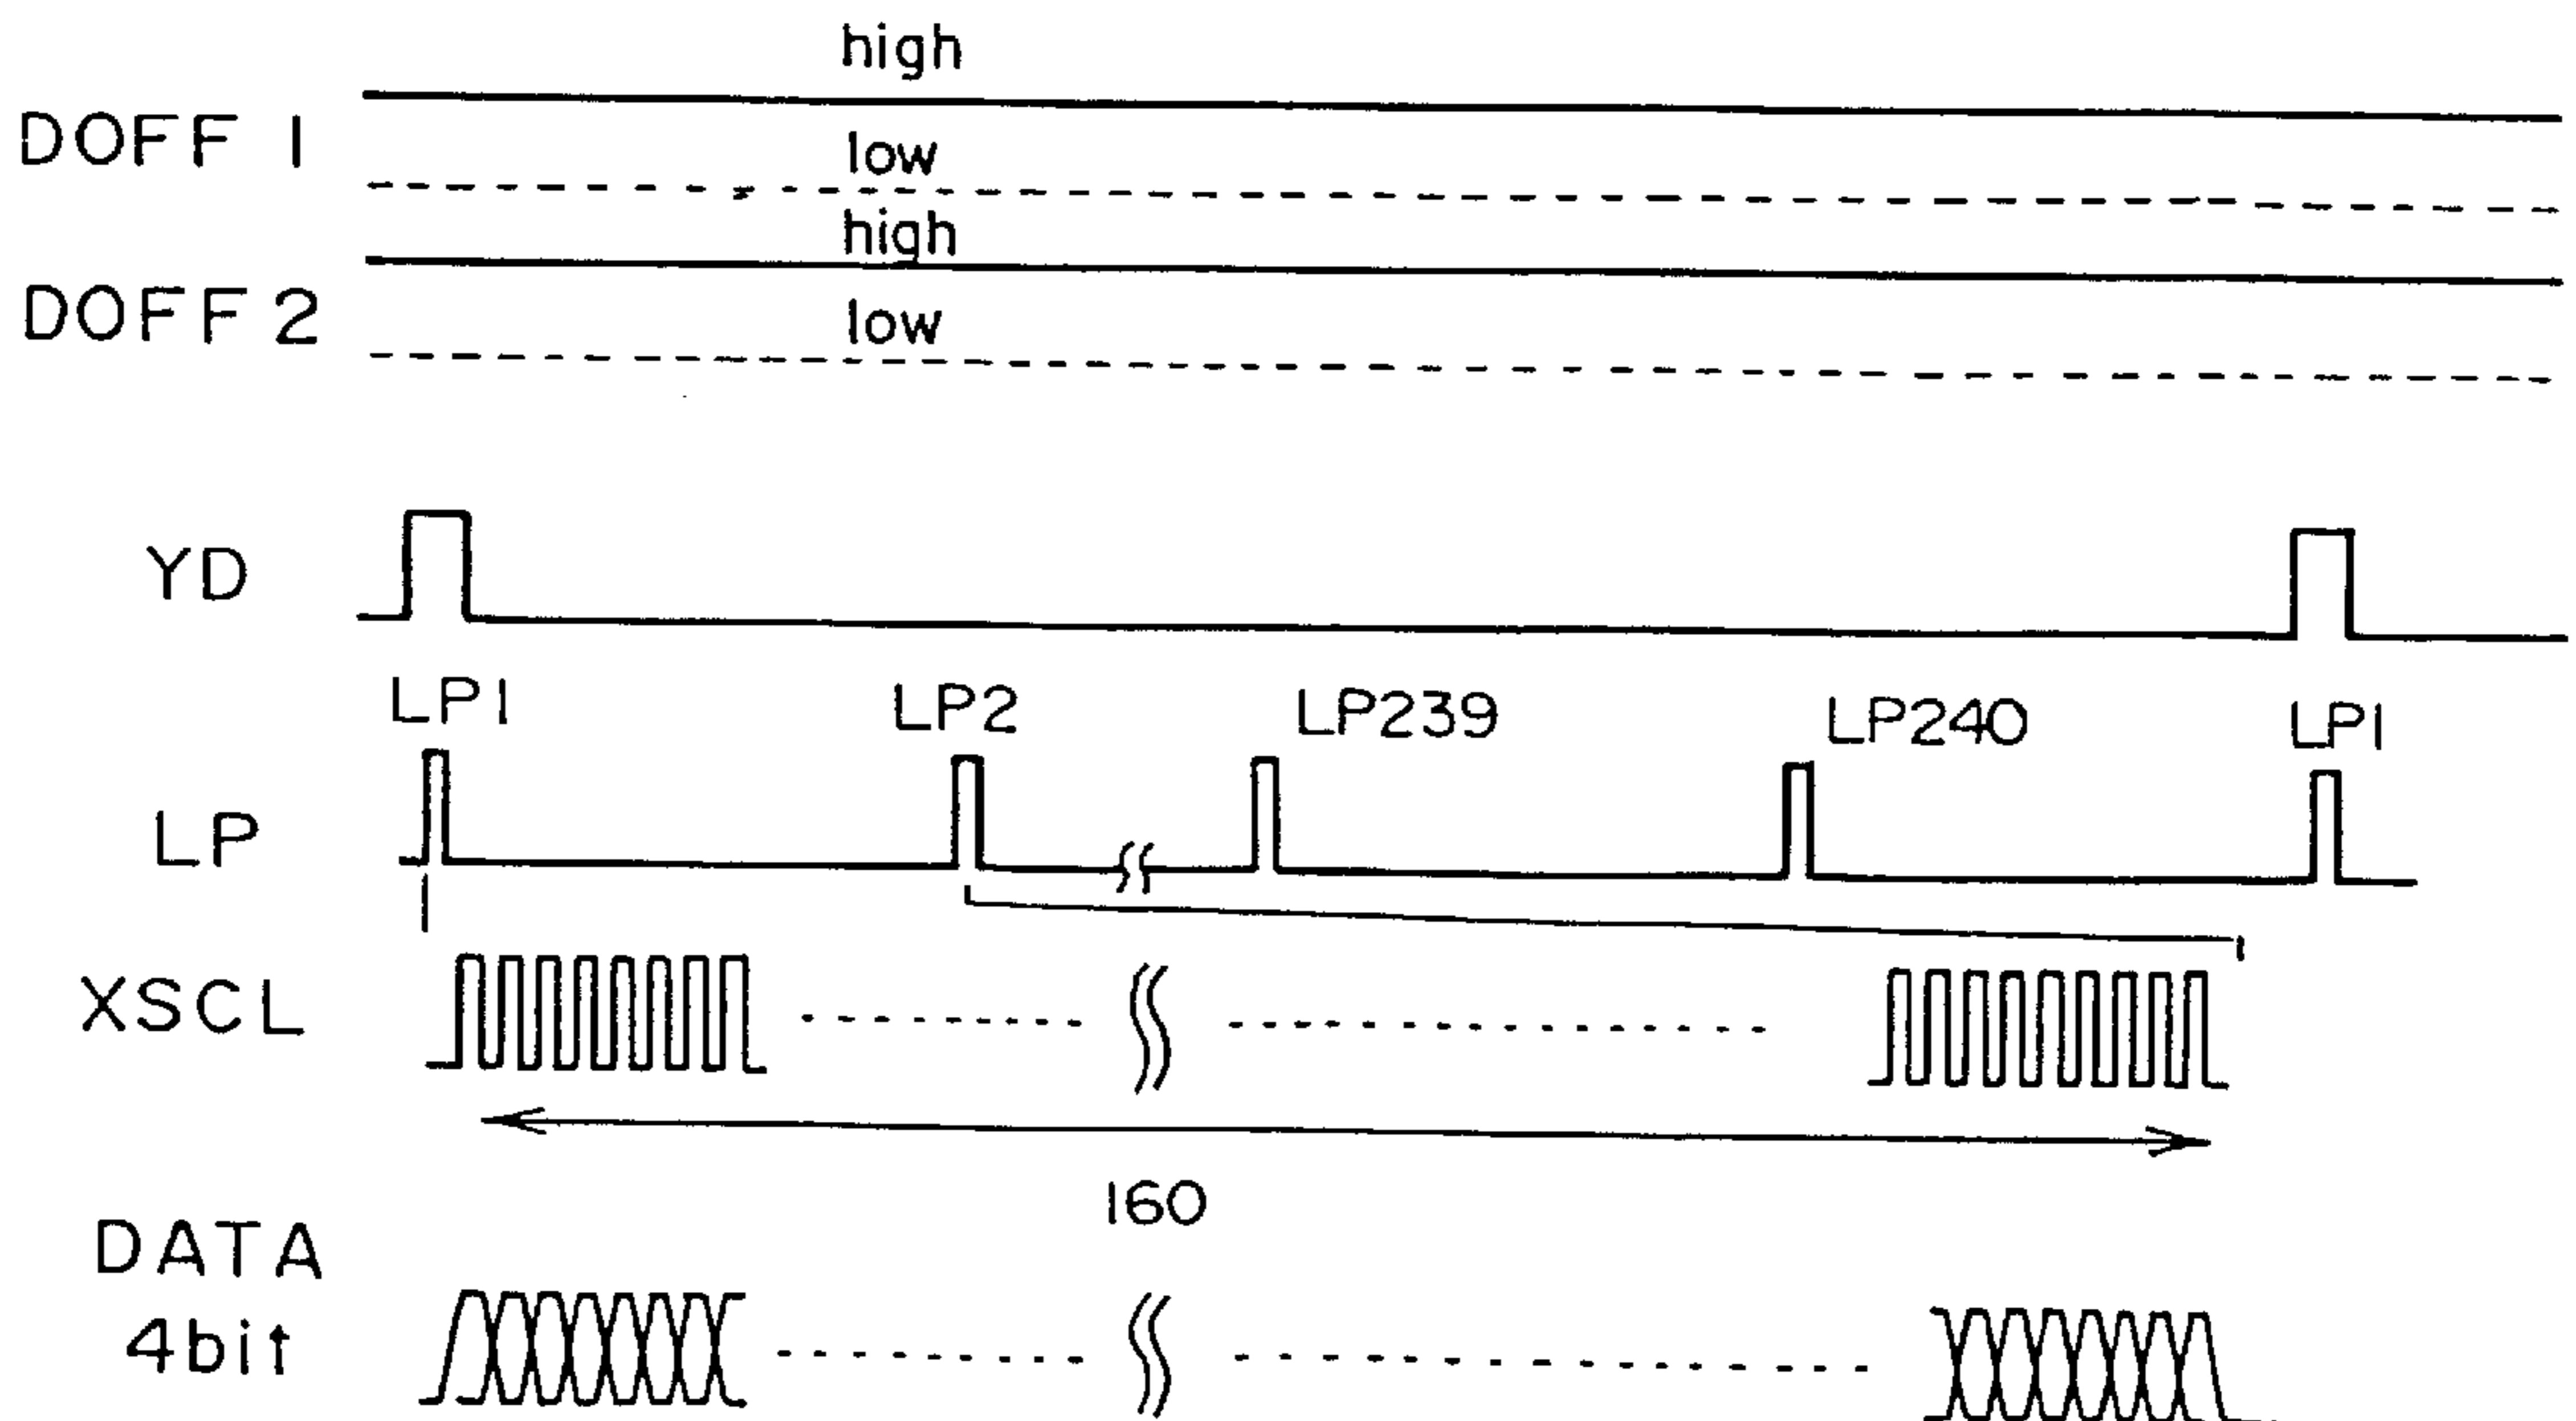 high
DOFF 1
low
high
DOFF 2
low
YD
LP1 LP2 LP239 LP240 LP1
LP
XSCL
160
DATA
4bit